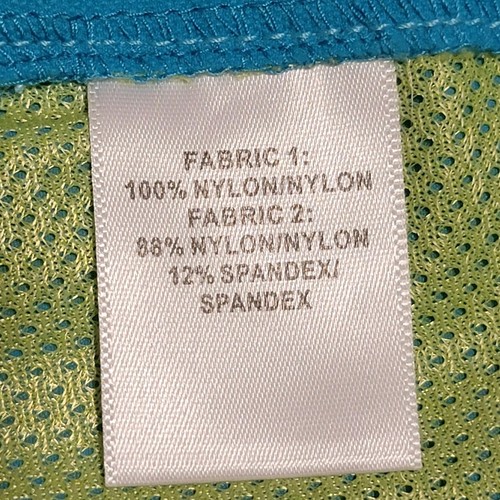 FABRIC 1:
100% NYLON/NYLON
FABRIC 2:
88% NYLON/NYLON
12% SPANDEX/
SPANDEX